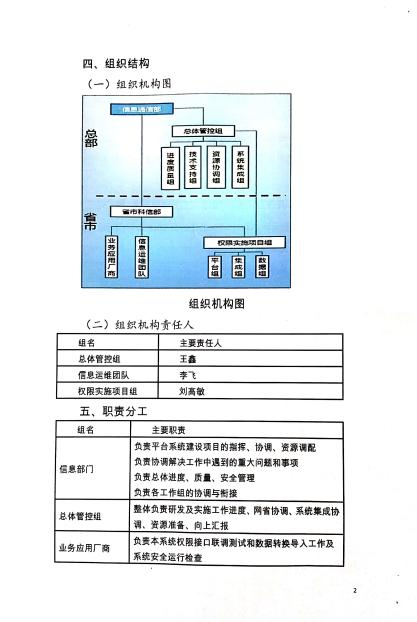 四、组织结构
（一）组织机构图
信息通信部
总部
总体管控组
进度质量组
技术支持组
资源协调组
系统集成组
省市
省市科信部
业务应用厂商
信息运维团队
权限实施项目组
平台组
集成组
数据组
组织机构图
（二）组织机构责任人
组名 主要责任人
总体管控组 王鑫
信息运维团队 李飞
权限实施项目组 刘高敏
五、职责分工
组名 主要职责
信息部门
负责平台系统建设项目的指挥、协调、资源调配
负责协调解决工作中遇到的重大问题和事项
负责总体进度、质量、安全管理
负责各工作组的协调与衔接
总体管控组
整体负责研发及实施工作进度、网省协调、系统集成协
调、资源准备、向上汇报
业务应用厂商
负责本系统权限接口联调测试和数据转换导入工作及
系统安全运行检查
2